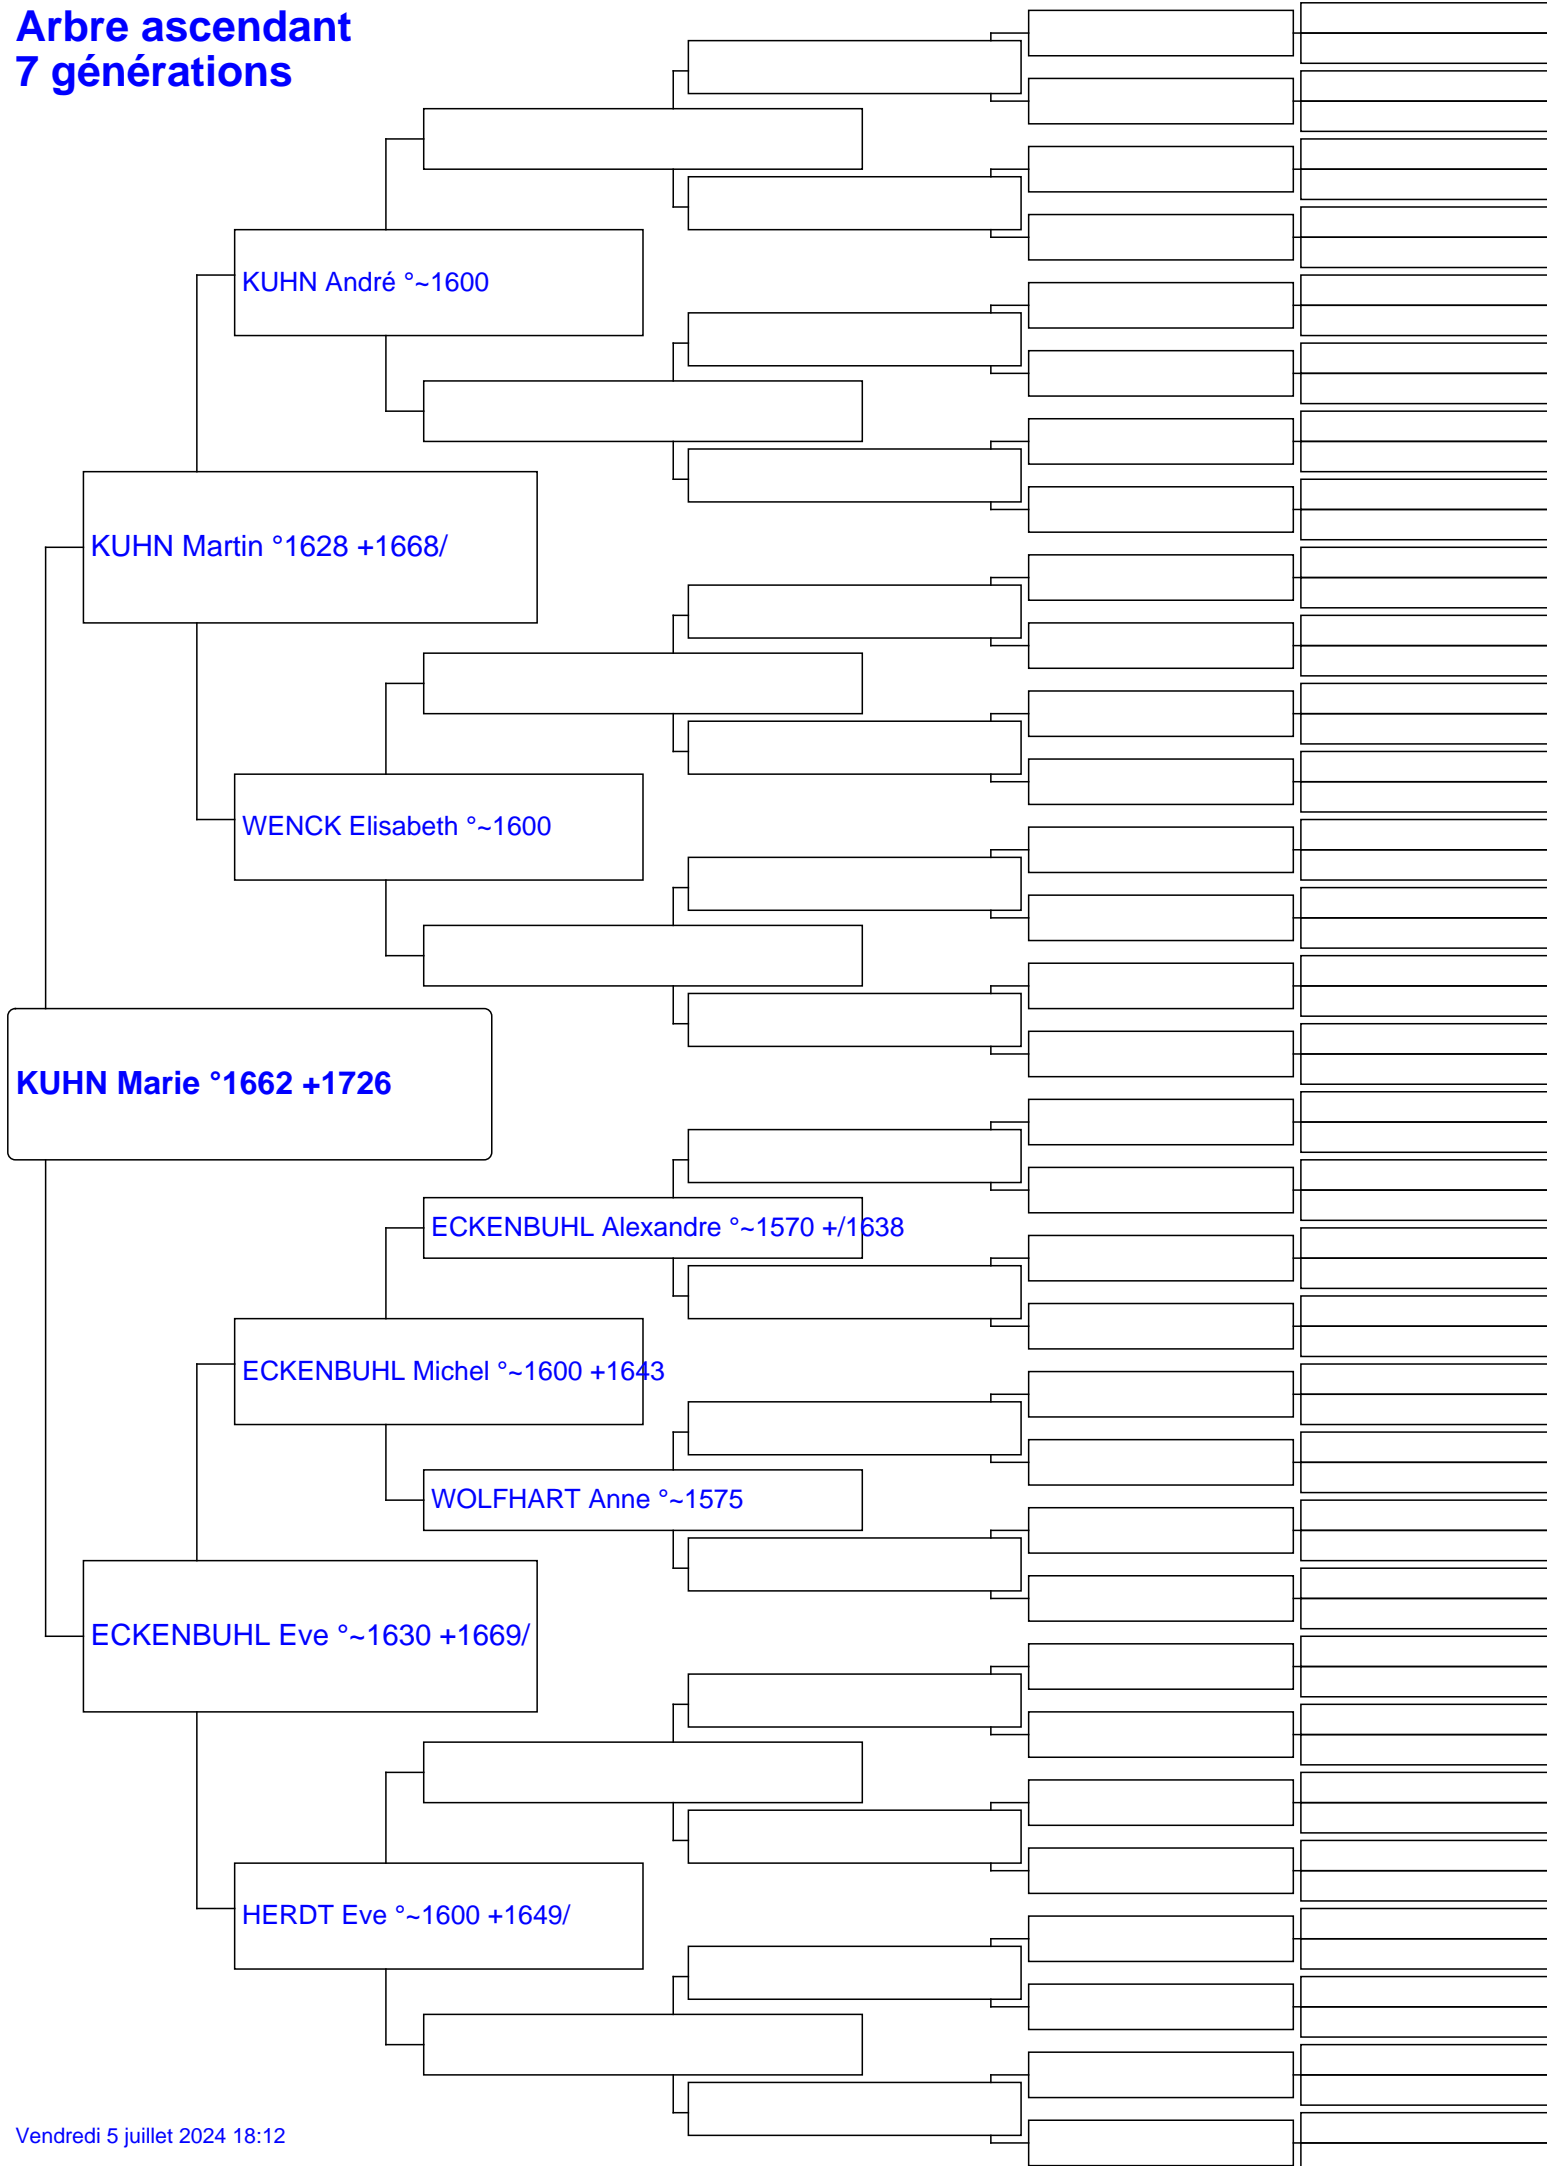 Arbre ascendant
7 générations
KUHN André °~1600
KUHN Martin °1628 +1668/
WENCK Elisabeth °~1600
KUHN Marie °1662 +1726
ECKENBUHL Alexandre °~1570 +/1638
ECKENBUHL Michel °~1600 +1643
WOLFHART Anne °~1575
ECKENBUHL Eve °~1630 +1669/
HERDT Eve °~1600 +1649/
Vendredi 5 juillet 2024 18:12